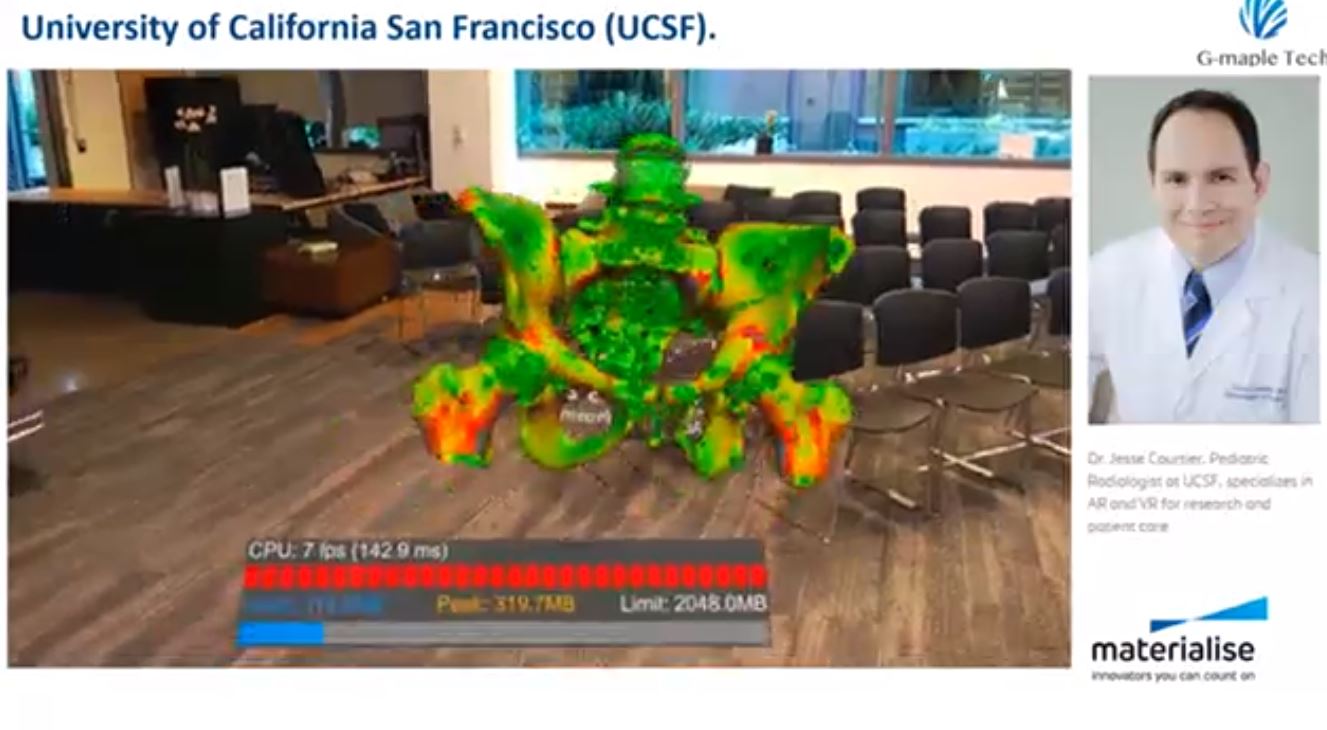 University of California San Francisco (UCSF).
G-maple Tech
CPU: 7 fps (142.9 ms)
Peak: 319.7MB Limit: 2048.0MB
Dr. Jesse Courtier, Pediatric
Radiologist at UCSF, specializes in
AR and VR for research and
patient care
materialise
innovators you can count on